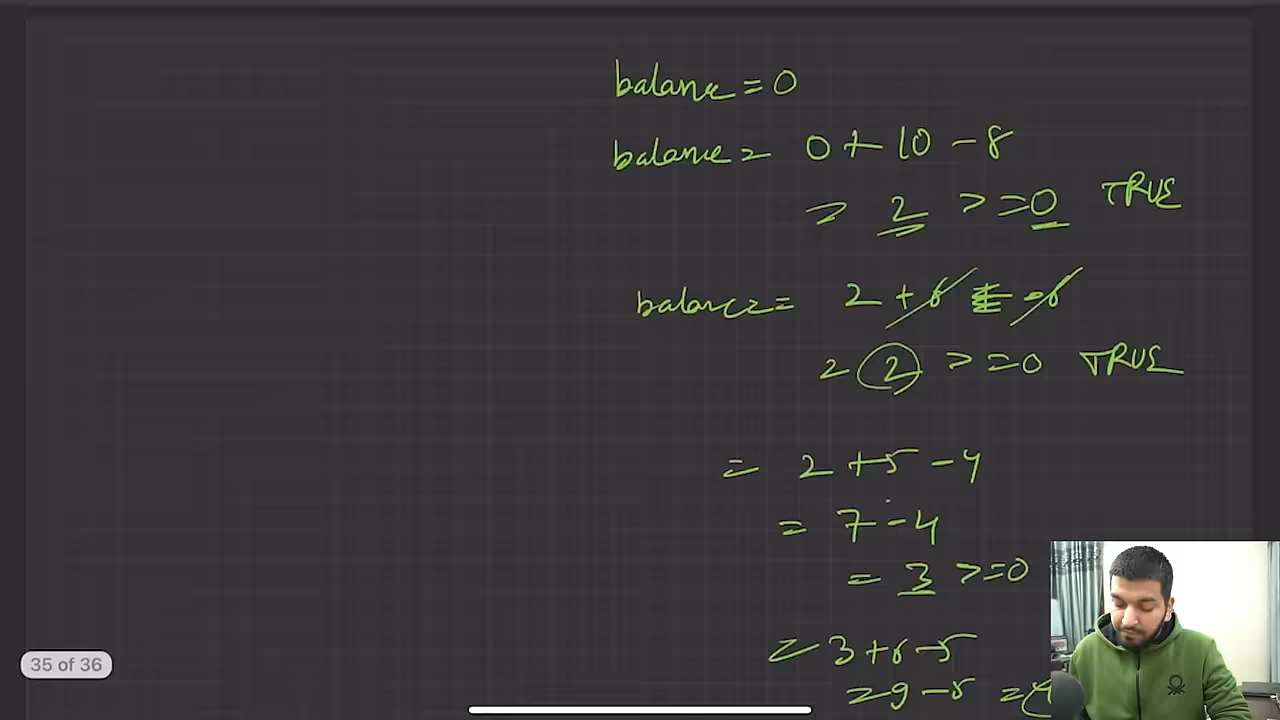 balance = 0
balance = 0 + 10 - 8
= 2 >= 0 TRUE
balance = 2 + 6 - 6
= 2 >= 0 TRUE
= 2 + 5 - 4
= 7 - 4
= 3 >= 0
= 3 + 6 - 5
= 9 - 5 = 4
35 of 36